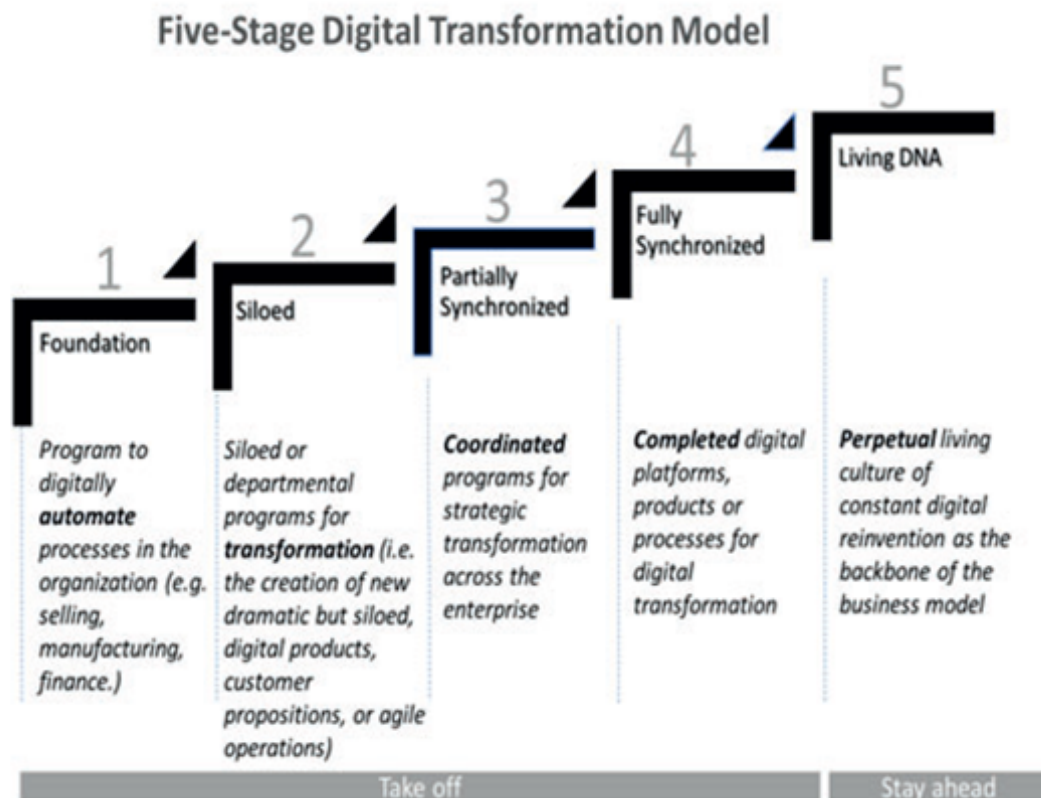 Five-Stage Digital Transformation Model
1
Foundation
Program to
digitally
automate
processes in the
organization (e.g.
selling,
manufacturing,
finance.)
2
Siloed
Siloed or
departmental
programs for
transformation (i.e.
the creation of new
dramatic but siloed,
digital products,
customer
propositions, or agile
operations)
3
Partially
Synchronized
Coordinated
programs for
strategic
transformation
across the
enterprise
4
Fully
Synchronized
Completed digital
platforms,
products or
processes for
digital
transformation
5
Living DNA
Perpetual living
culture of
constant digital
reinvention as the
backbone of the
business model
Take off
Stay ahead